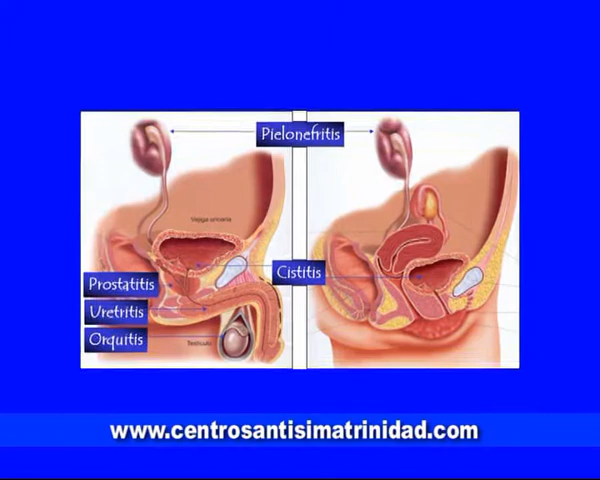 Pielonefritis
Vejiga urinaria
Cistitis
Prostatitis
Uretritis
Orquitis
Testículo
www.centrosantisimatrinidad.com